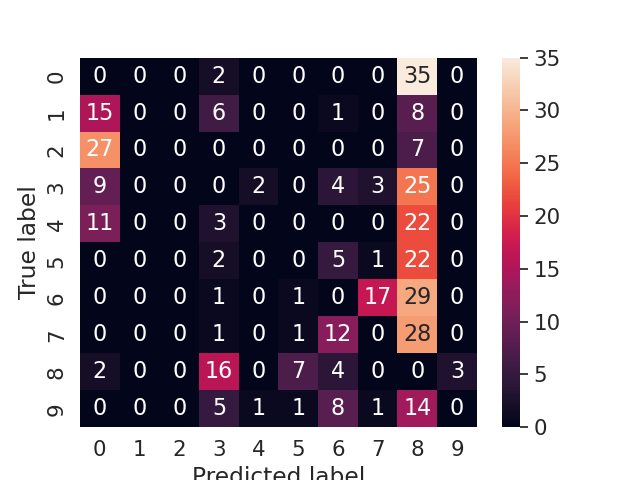 0 0 0 0 2 0 0 0 0 35 0
1 15 0 0 6 0 0 1 0 8 0
2 27 0 0 0 0 0 0 0 7 0
3 9 0 0 0 2 0 4 3 25 0
4 11 0 0 3 0 0 0 0 22 0
5 0 0 0 2 0 0 5 1 22 0
6 0 0 0 1 0 1 0 17 29 0
7 0 0 0 1 0 1 12 0 28 0
8 2 0 0 16 0 7 4 0 0 3
9 0 0 0 5 1 1 8 1 14 0
0 1 2 3 4 5 6 7 8 9
True label
Predicted label
35
30
25
20
15
10
5
0